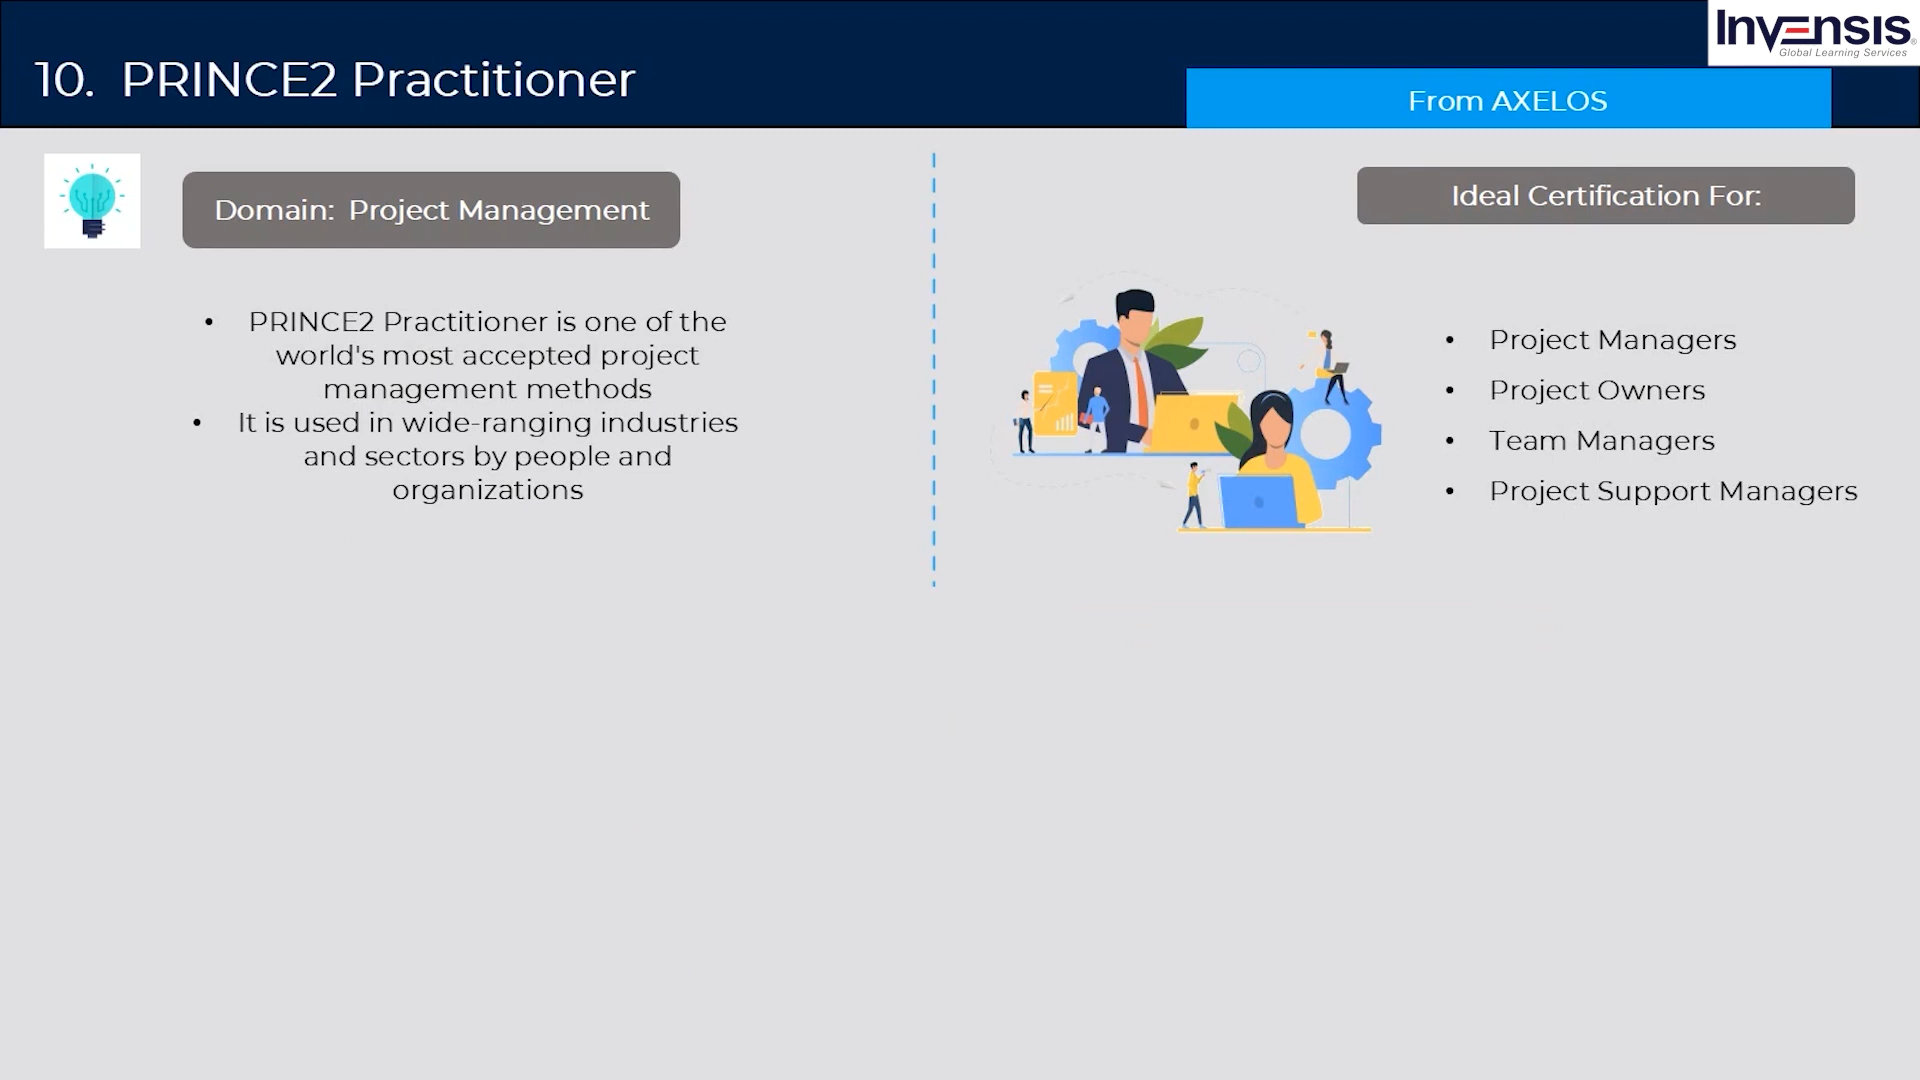 Invensis
Global Learning Services
10. PRINCE2 Practitioner
From AXELOS
Domain: Project Management
• PRINCE2 Practitioner is one of the
world's most accepted project
management methods
• It is used in wide-ranging industries
and sectors by people and
organizations
Ideal Certification For:
• Project Managers
• Project Owners
• Team Managers
• Project Support Managers